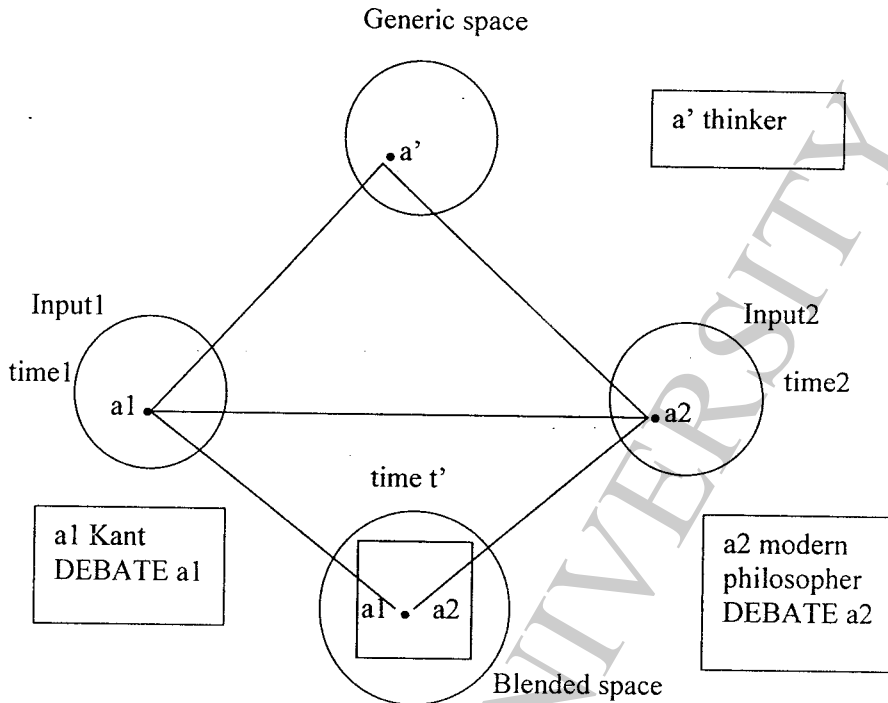 Generic space
a' thinker
a'
Input1
Input2
time1
time2
a1
a2
time t’
a1 Kant
DEBATE a1
a2 modern
philosopher
DEBATE a2
a1 a2
Blended space
UNIVERSITY